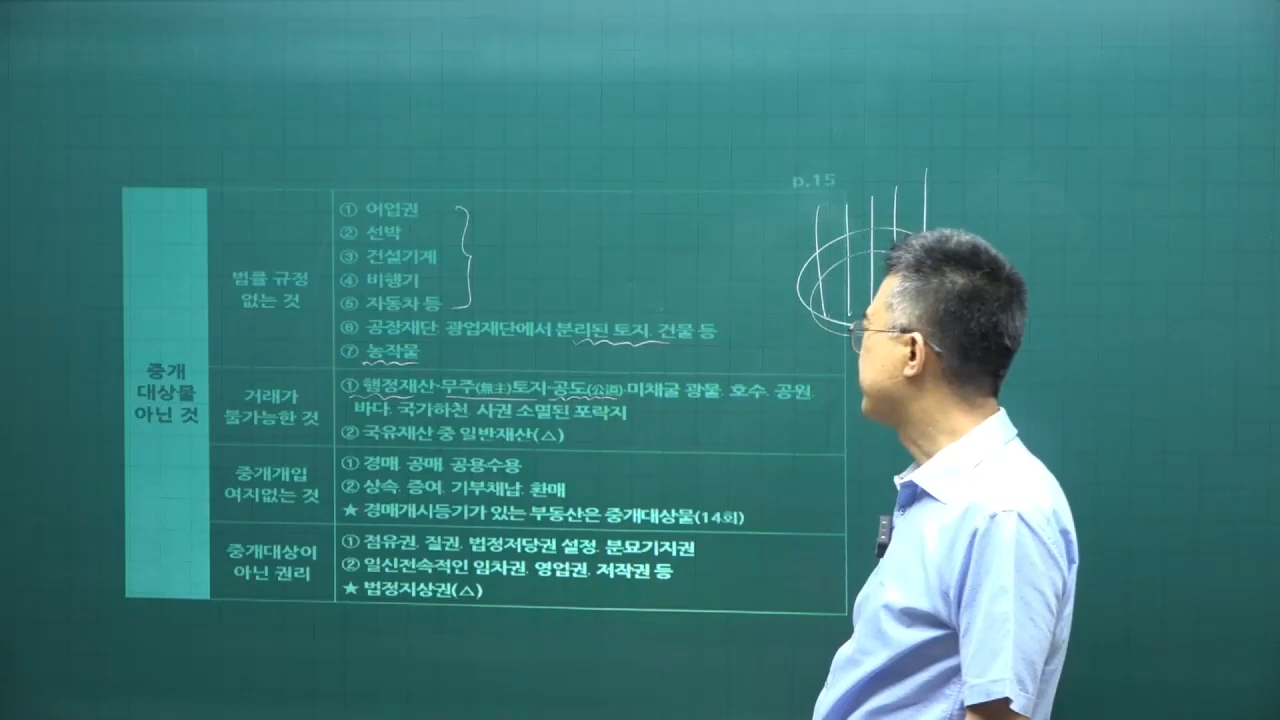 p.15
중개
대상물
아닌 것
법률 규정
없는 것
① 어업권
② 선박
③ 건설기계
④ 비행기
⑤ 자동차 등
⑥ 공장재단, 광업재단에서 분리된 토지, 건물 등
⑦ 농작물
거래가
불가능한 것
① 행정재산·무주(無主)토지·공도(公道)·미채굴 광물, 호수, 공원,
바다, 국가하천, 사권 소멸된 포락지
② 국유재산 중 일반재산(△)
중개개입
여지없는 것
① 경매, 공매, 공용수용
② 상속, 증여, 기부채납, 환매
★ 경매개시등기가 있는 부동산은 중개대상물(14회)
중개대상이
아닌 권리
① 점유권, 질권, 법정저당권 설정, 분묘기지권
② 일신전속적인 임차권, 영업권, 저작권 등
★ 법정지상권(△)